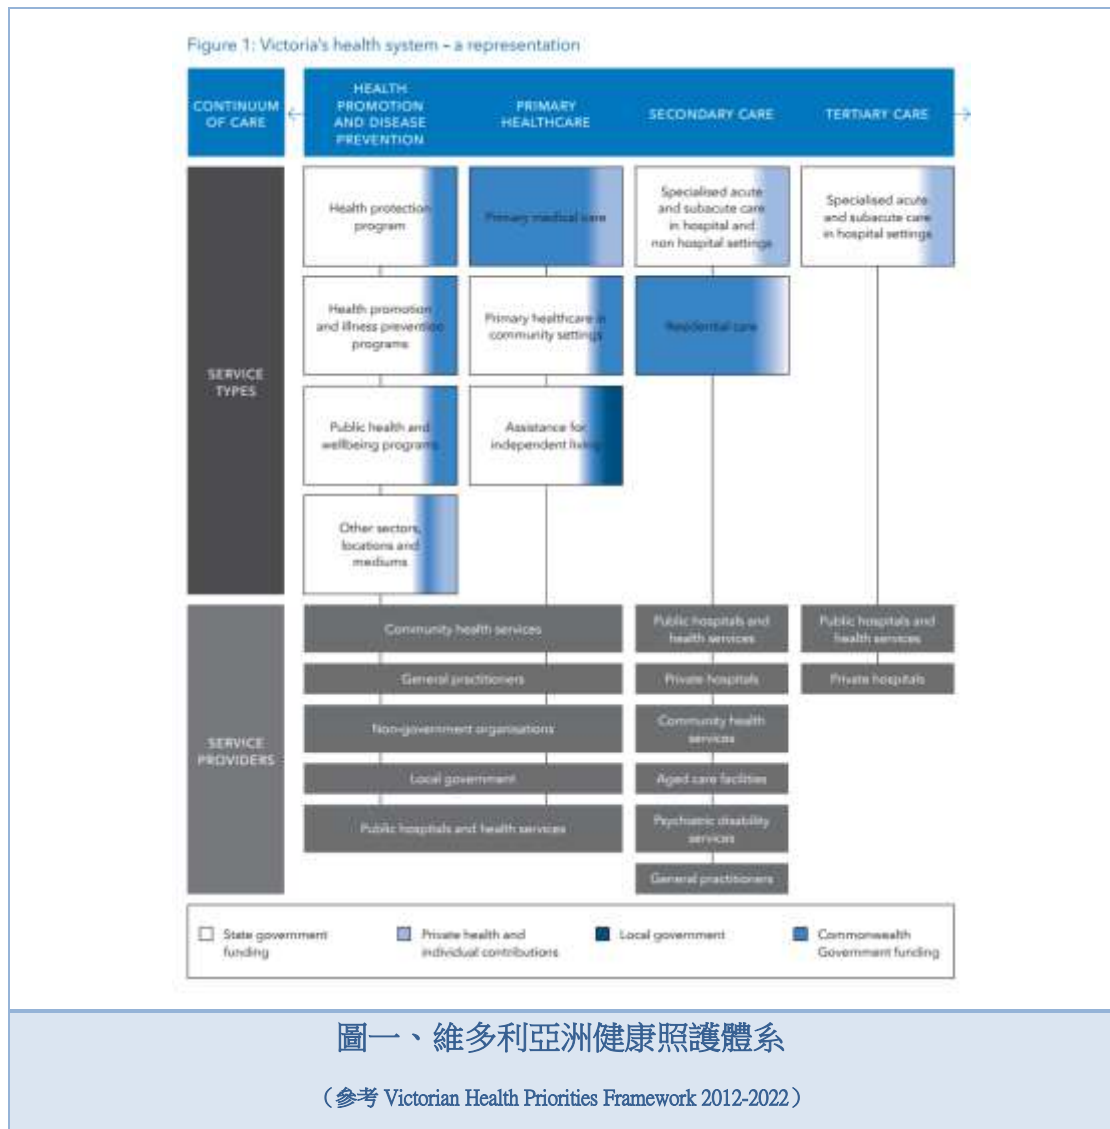 Figure 1: Victoria's health system – a representation
CONTINUUM
OF CARE
HEALTH
PROMOTION
AND DISEASE
PREVENTION
PRIMARY
HEALTHCARE
SECONDARY CARE
TERTIARY CARE
SERVICE
TYPES
Health protection
program
Primary medical care
Specialised acute
and subacute care
in hospital and
non hospital settings
Specialised acute
and subacute care
in hospital settings
Health promotion
and illness prevention
programs
Primary healthcare in
community settings
Residential care
Public health and
wellbeing programs
Assistance for
independent living
Other sectors,
locations and
mediums
SERVICE
PROVIDERS
Community health services
General practitioners
Non-government organisations
Local government
Public hospitals and health services
Public hospitals and
health services
Private hospitals
Community health
services
Aged care facilities
Psychiatric disability
services
General practitioners
Public hospitals and
health services
Private hospitals
State government
funding
Private health and
individual contributions
Local government
Commonwealth
Government funding
圖一、維多利亞洲健康照護體系
（參考 Victorian Health Priorities Framework 2012-2022）